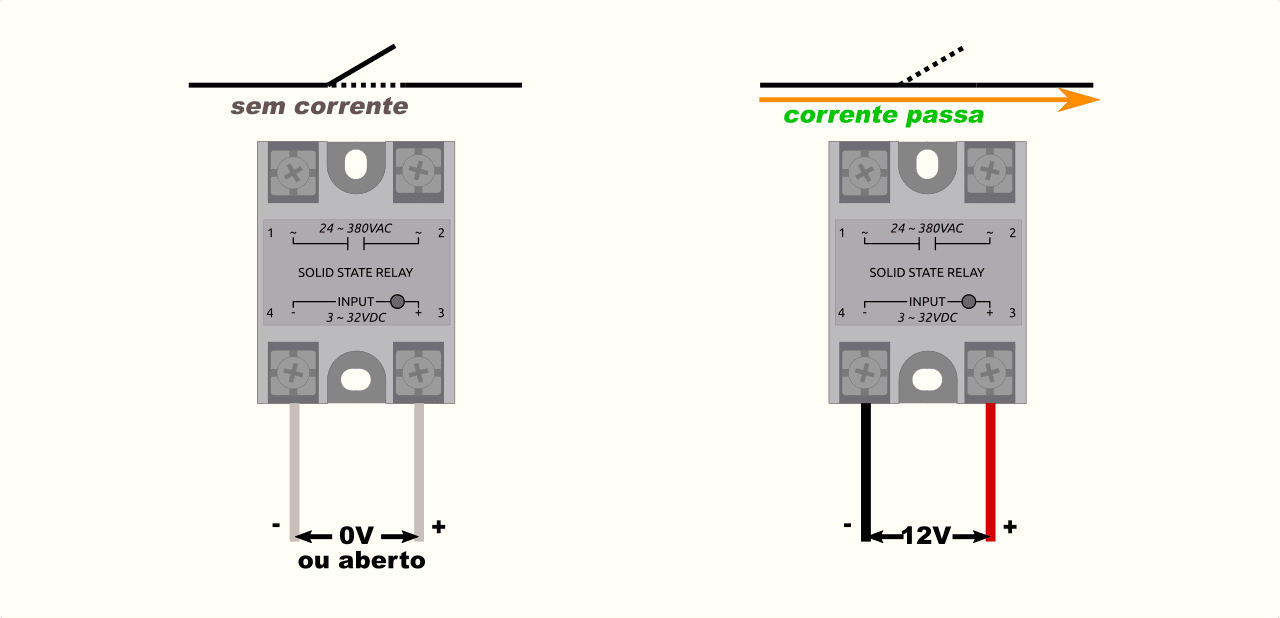 sem corrente
24 ~ 380VAC
1 ~ ~ 2
SOLID STATE RELAY
INPUT
4 - + 3
3 ~ 32VDC
- 0V +
ou aberto
corrente passa
24 ~ 380VAC
1 ~ ~ 2
SOLID STATE RELAY
INPUT
4 - + 3
3 ~ 32VDC
- 12V +